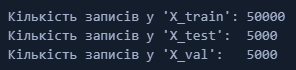 Кількість записів у 'X_train': 50000
Кількість записів у 'X_test':  5000
Кількість записів у 'X_val':   5000